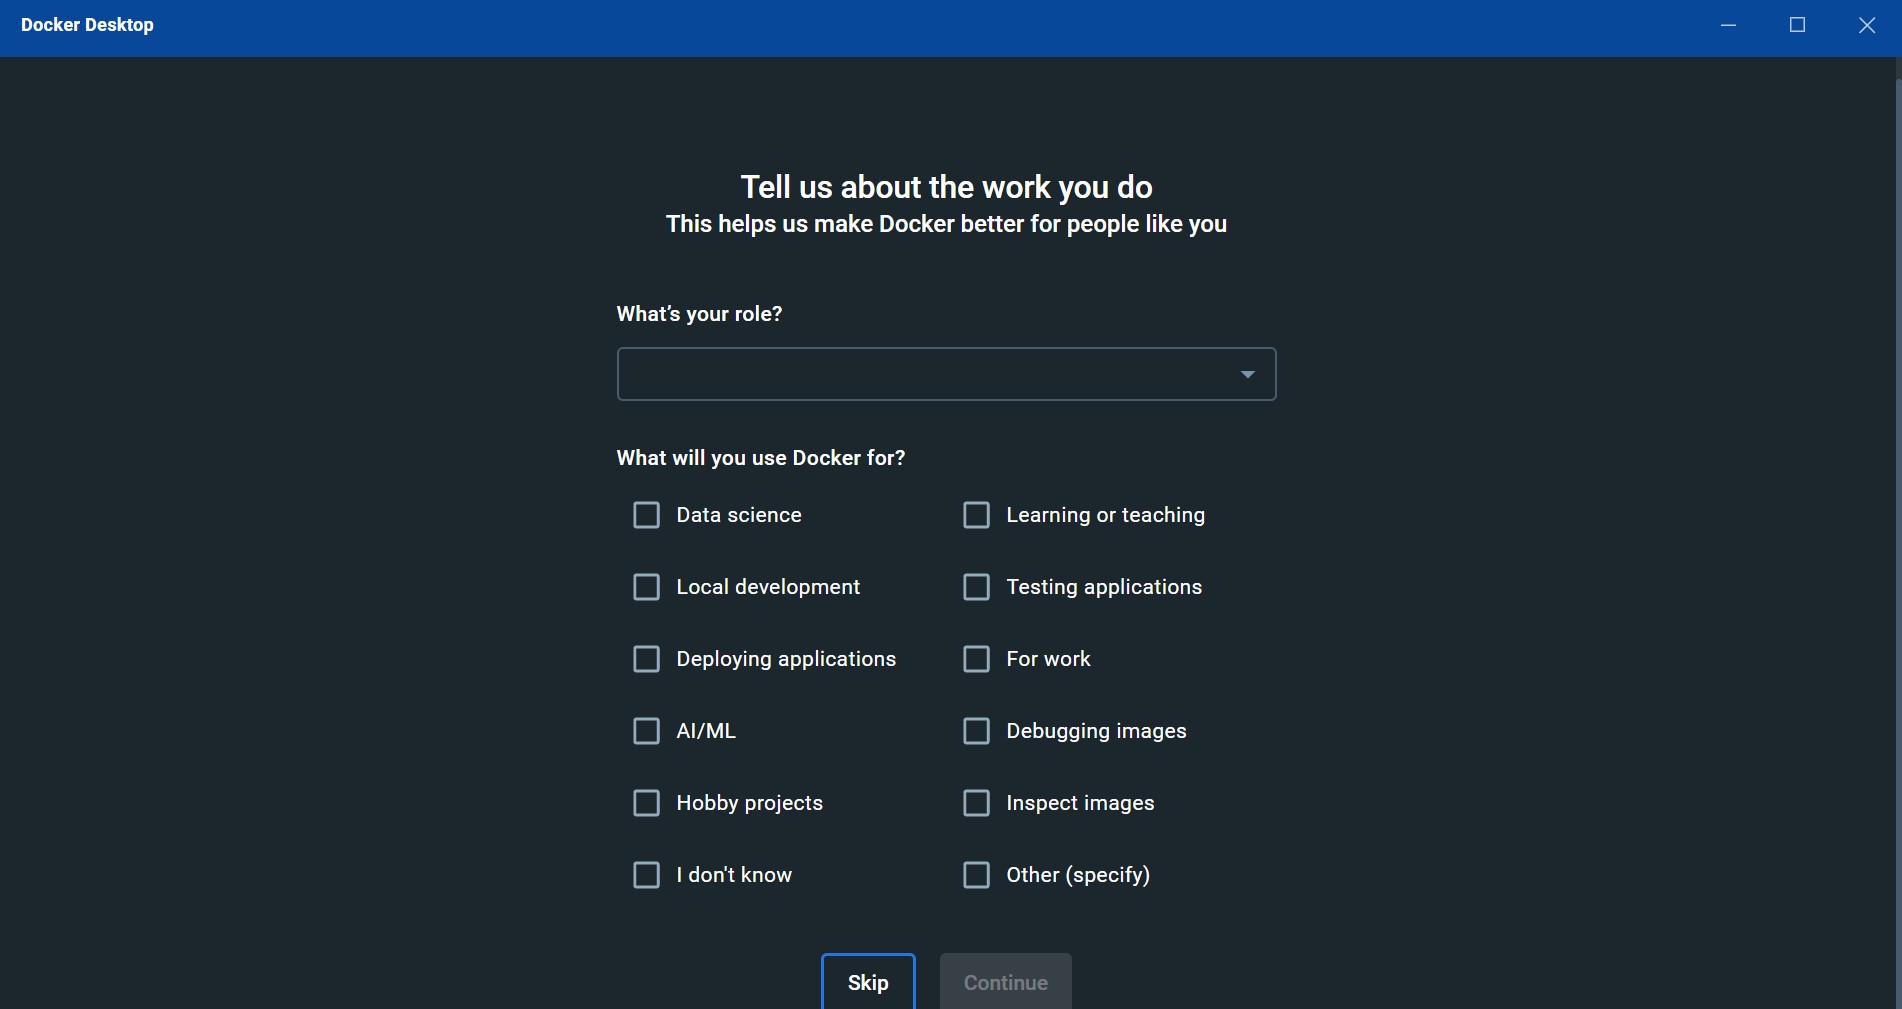 Docker Desktop
Tell us about the work you do
This helps us make Docker better for people like you
What’s your role?
What will you use Docker for?
Data science
Learning or teaching
Local development
Testing applications
Deploying applications
For work
AI/ML
Debugging images
Hobby projects
Inspect images
I don't know
Other (specify)
Skip
Continue